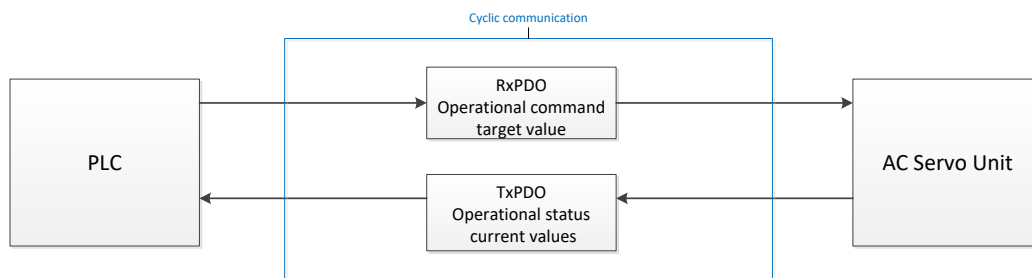 Cyclic communication
RxPDO
Operational command
target value
PLC
AC Servo Unit
TxPDO
Operational status
current values